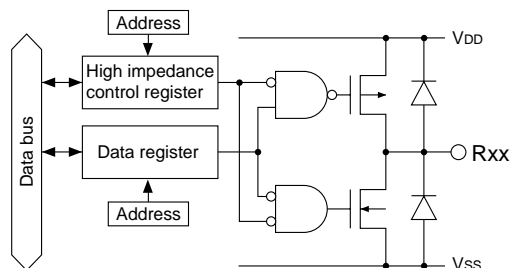 Address
VDD
High impedance
control register
Data bus
Data register
Rxx
Address
VSS